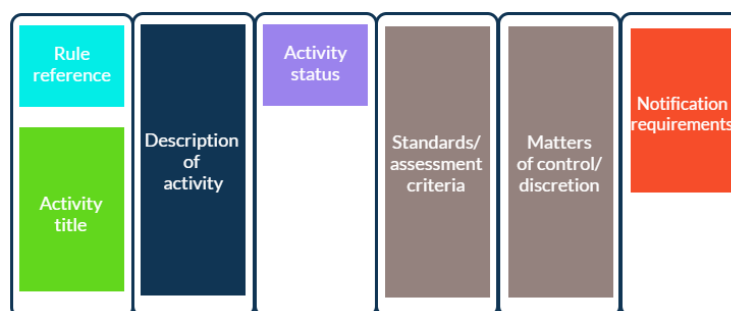 Rule
reference
Activity
title
Description
of
activity
Activity
status
Standards/
assessment
criteria
Matters
of control/
discretion
Notification
requirements